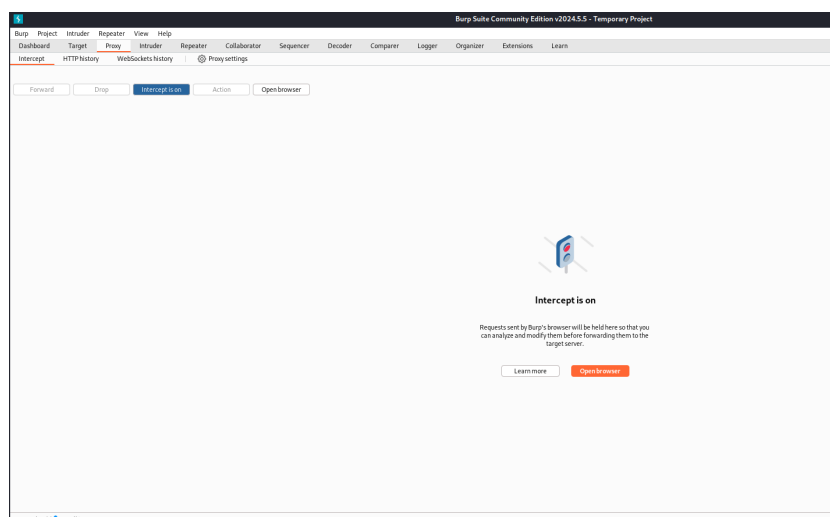 Burp Suite Community Edition v2024.5.5 - Temporary Project
Burp Project Intruder Repeater View Help
Dashboard Target Proxy Intruder Repeater Collaborator Sequencer Decoder Comparer Logger Organizer Extensions Learn
Intercept HTTP history WebSockets history Proxy settings
Forward Drop Intercept is on Action Open browser
Intercept is on
Requests sent by Burp's browser will be held here so that you
can analyze and modify them before forwarding them to the
target server.
Learn more Open browser